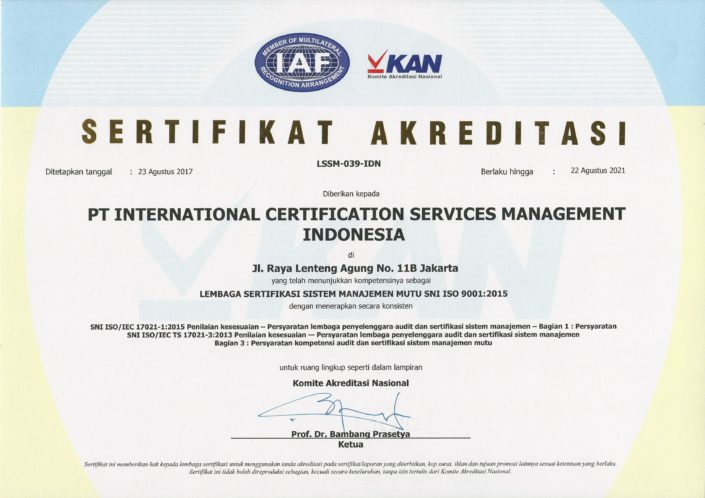 MEMBER OF MULTILATERAL
IAF
RECOGNITION ARRANGEMENT
KAN
Komite Akreditasi Nasional
SERTIFIKAT AKREDITASI
LSSM-039-IDN
Ditetapkan tanggal : 23 Agustus 2017
Berlaku hingga : 22 Agustus 2021
Diberikan kepada
PT INTERNATIONAL CERTIFICATION SERVICES MANAGEMENT
INDONESIA
di
Jl. Raya Lenteng Agung No. 11B Jakarta
yang telah menunjukkan kompetensinya sebagai
LEMBAGA SERTIFIKASI SISTEM MANAJEMEN MUTU SNI ISO 9001:2015
dengan menerapkan secara konsisten
SNI ISO/IEC 17021-1:2015 Penilaian kesesuaian – Persyaratan lembaga penyelenggara audit dan sertifikasi sistem manajemen – Bagian 1 : Persyaratan
SNI ISO/IEC TS 17021-3:2013 Penilaian kesesuaian — Persyaratan lembaga penyelenggara audit dan sertifikasi sistem manajemen
Bagian 3 : Persyaratan kompetensi audit dan sertifikasi sistem manajemen mutu
untuk ruang lingkup seperti dalam lampiran
Komite Akreditasi Nasional
Prof. Dr. Bambang Prasetya
Ketua
Sertifikat ini memberikan hak kepada lembaga sertifikasi untuk menggunakan tanda akreditasi pada sertifikat/laporan yang diterbitkan, kop surat, iklan dan tujuan promosi lainnya sesuai ketentuan yang berlaku.
Sertifikat ini tidak boleh direproduksi sebagian, kecuali secara keseluruhan, tanpa izin tertulis dari Komite Akreditasi Nasional.